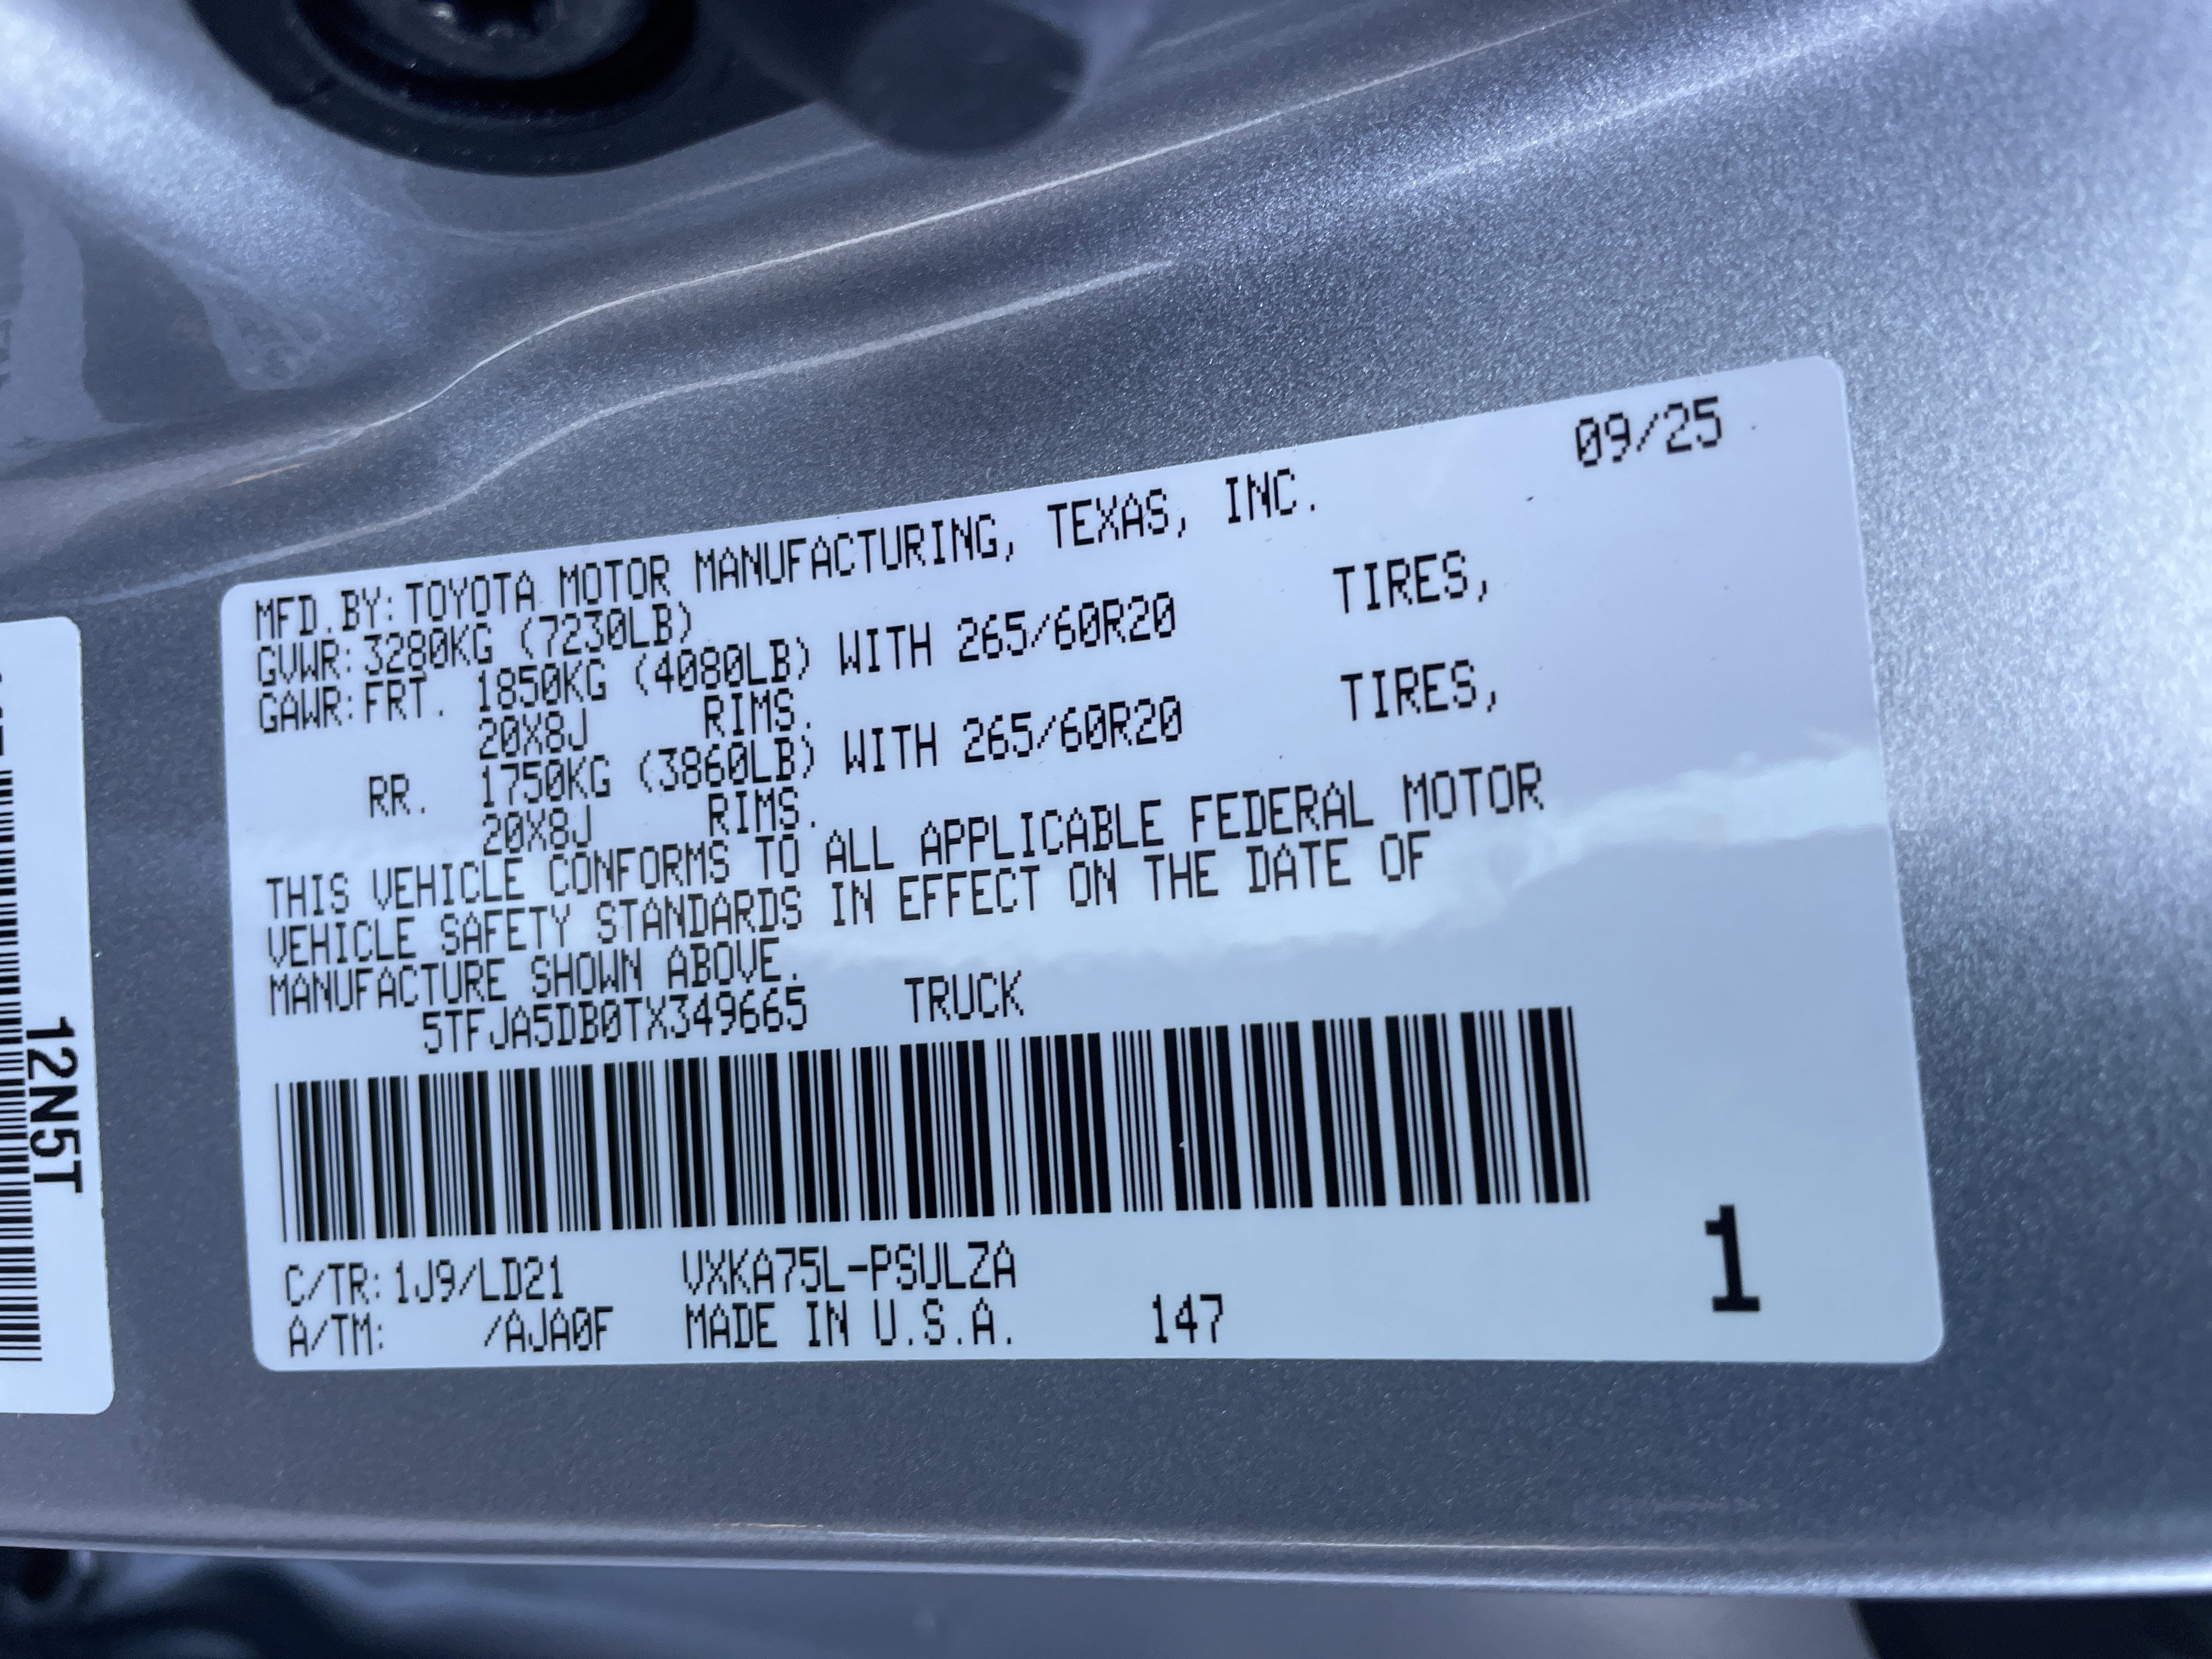 09/25
MFD.BY:TOYOTA MOTOR MANUFACTURING, TEXAS, INC.
GVWR:3280KG (7230LB)
GAWR:FRT. 1850KG (4080LB) WITH 265/60R20 TIRES,
20X8J RIMS.
RR. 1750KG (3860LB) WITH 265/60R20 TIRES,
20X8J RIMS.
THIS VEHICLE CONFORMS TO ALL APPLICABLE FEDERAL MOTOR
VEHICLE SAFETY STANDARDS IN EFFECT ON THE DATE OF
MANUFACTURE SHOWN ABOVE.
5TFJA5DB0TX349665 TRUCK
C/TR:1J9/LD21 VXKA75L-PSULZA
A/TM: /AJA0F MADE IN U.S.A. 147
1
12N5T